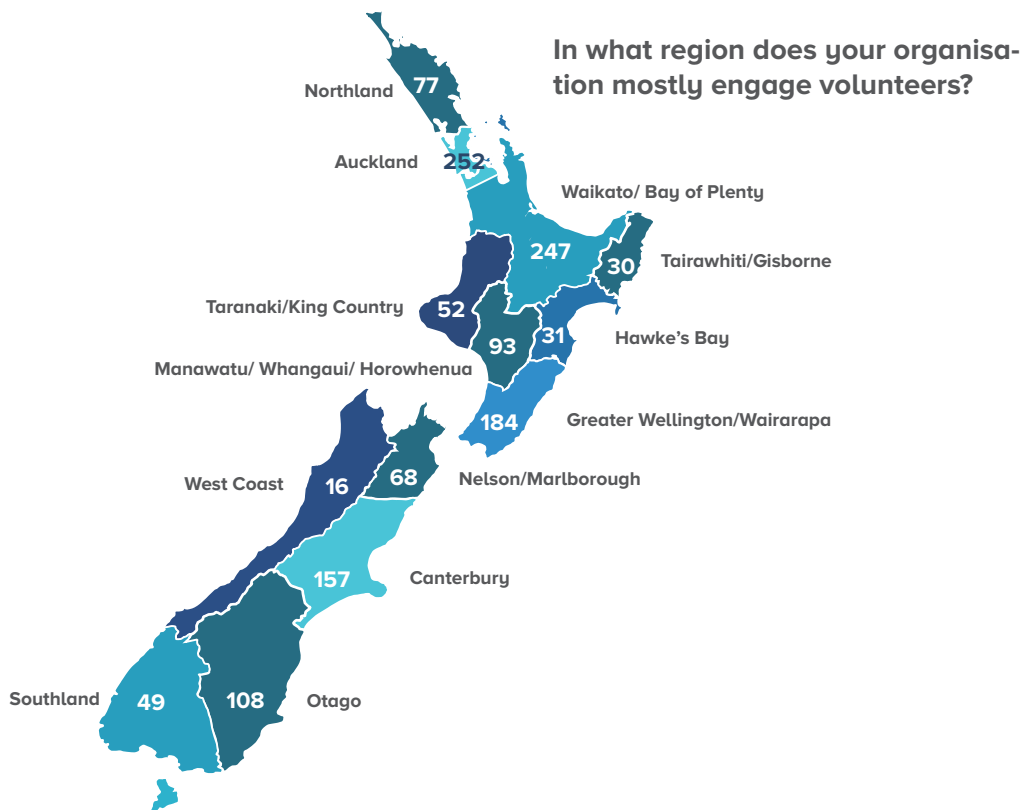 In what region does your organisa-
tion mostly engage volunteers?
Northland
77
Auckland
252
Waikato/ Bay of Plenty
247
Tairawhiti/Gisborne
30
Taranaki/King Country
52
Hawke's Bay
31
Manawatu/ Whangaui/ Horowhenua
93
Greater Wellington/Wairarapa
184
West Coast
16
Nelson/Marlborough
68
Canterbury
157
Southland
49
Otago
108